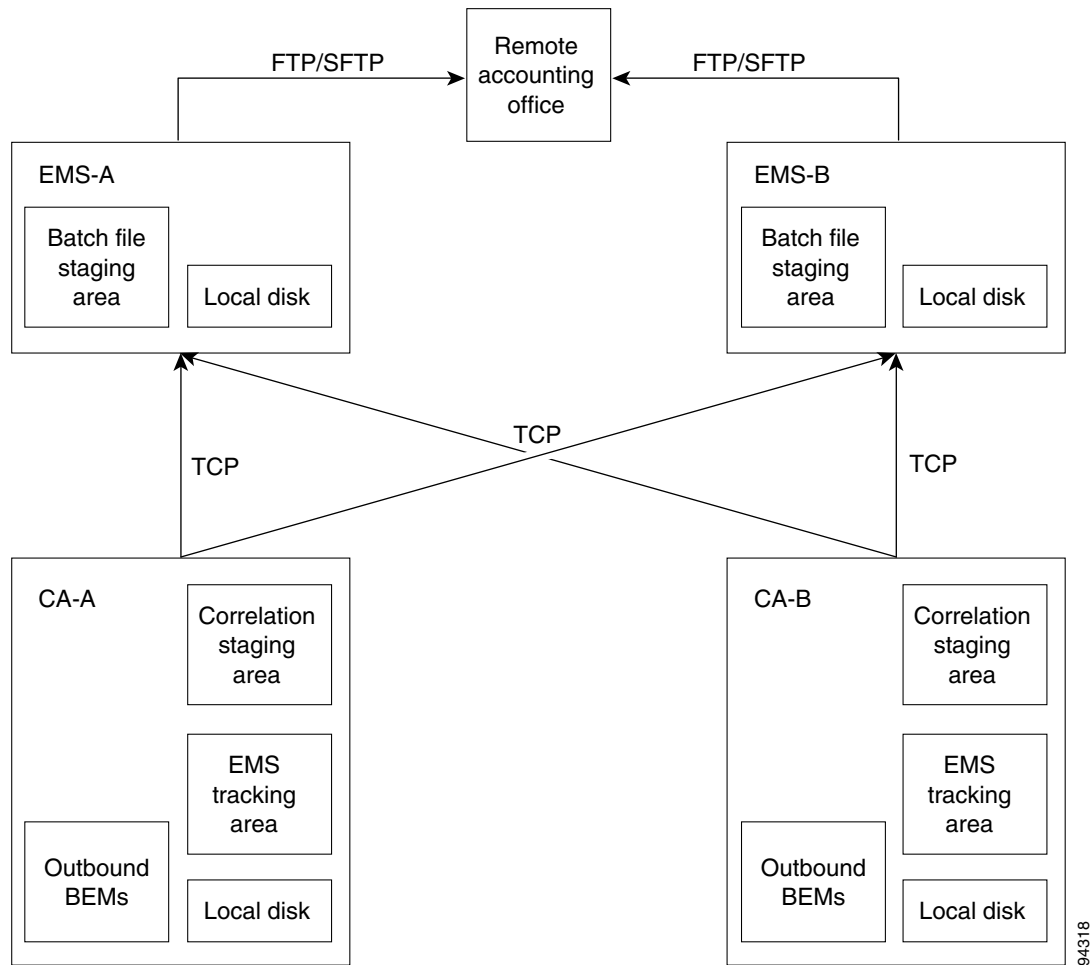 Remote
accounting
office
FTP/SFTP
FTP/SFTP
EMS-A
Batch file
staging
area
Local disk
EMS-B
Batch file
staging
area
Local disk
TCP
TCP
TCP
CA-A
Correlation
staging
area
EMS
tracking
area
Outbound
BEMs
Local disk
CA-B
Correlation
staging
area
EMS
tracking
area
Outbound
BEMs
Local disk
94318